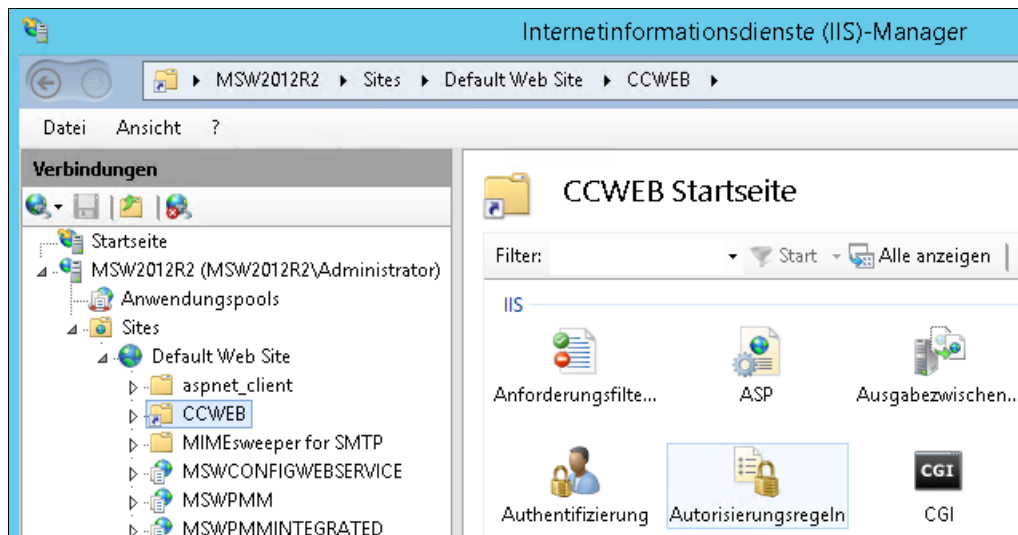 Internetinformationsdienste (IIS)-Manager
MSW2012R2 Sites Default Web Site CCWEB
Datei Ansicht ?
Verbindungen
Startseite
MSW2012R2 (MSW2012R2\Administrator)
Anwendungspools
Sites
Default Web Site
aspnet_client
CCWEB
MIMEsweeper for SMTP
MSWCONFIGWEBSERVICE
MSWPMM
MSWPMMINTEGRATED
CCWEB Startseite
Filter: Start Alle anzeigen
IIS
Anforderungsfilte... ASP Ausgabezwischen...
CGI
Authentifizierung Autorisierungsregeln CGI